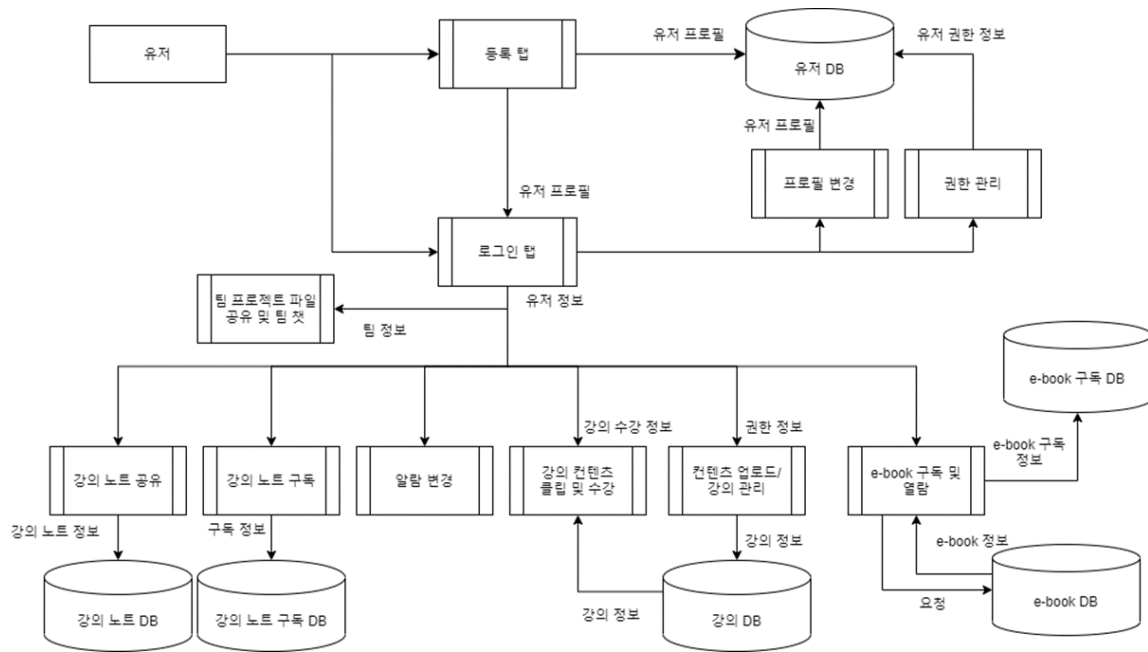 유저
등록 탭
유저 프로필
유저 DB
유저 권한 정보
유저 프로필
프로필 변경
권한 관리
유저 프로필
로그인 탭
유저 정보
팀 프로젝트 파일
공유 및 팀 챗
팀 정보
e-book 구독 DB
강의 수강 정보
권한 정보
e-book 구독
정보
강의 노트 공유
강의 노트 구독
알람 변경
강의 컨텐츠
클립 및 수강
컨텐츠 업로드/
강의 관리
e-book 구독 및
열람
강의 노트 정보
구독 정보
강의 정보
e-book 정보
강의 노트 DB
강의 노트 구독 DB
강의 정보
강의 DB
요청
e-book DB